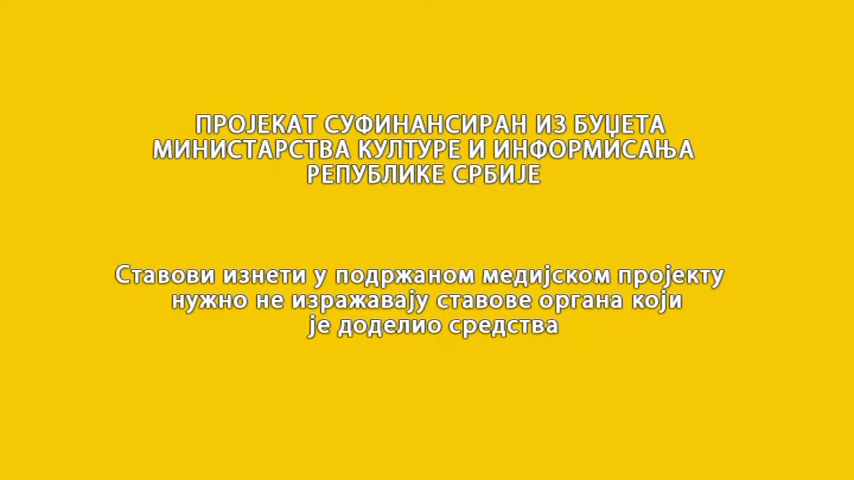 ПРОЈЕКАТ СУФИНАНСИРАН ИЗ БУЏЕТА
МИНИСТАРСТВА КУЛТУРЕ И ИНФОРМИСАЊА
РЕПУБЛИКЕ СРБИЈЕ
Ставови изнети у подржаном медијском пројекту
нужно не изражавају ставове органа који
је доделио средства